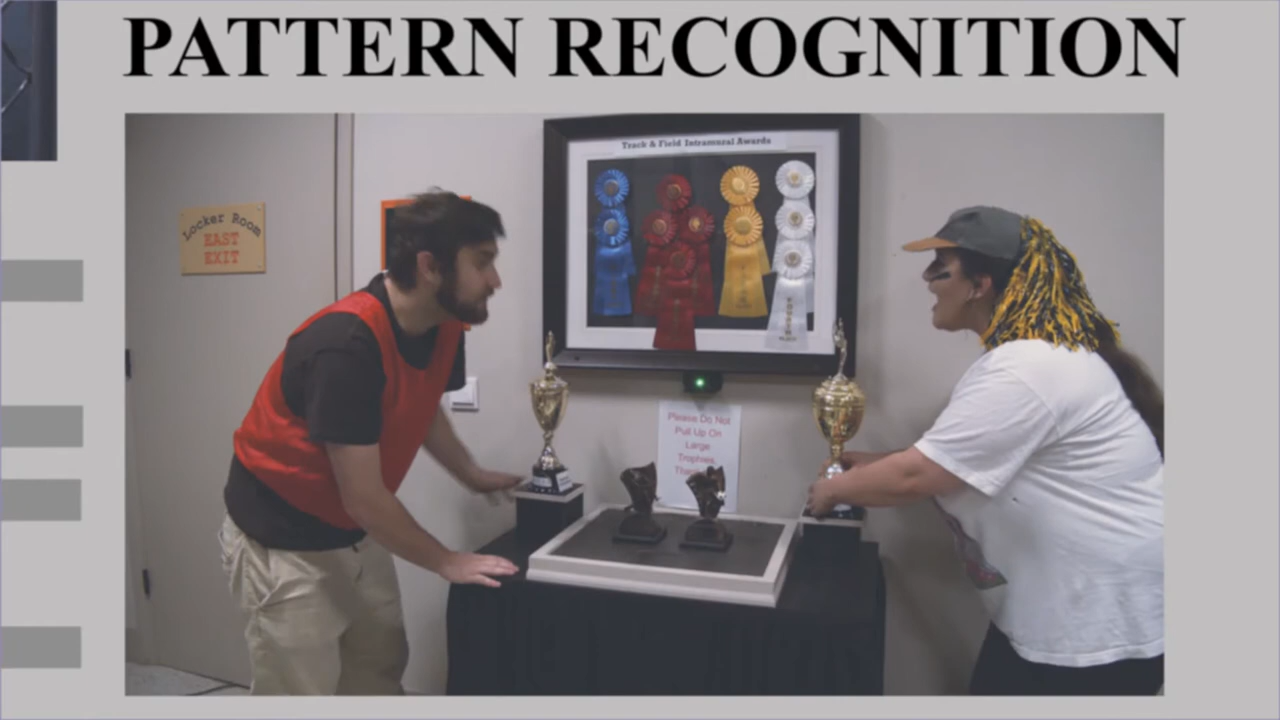 PATTERN RECOGNITION
Track & Field Intramural Awards
Locker Room
EAST
EXIT
Please Do Not
Pull Up On
Large
Trophies.